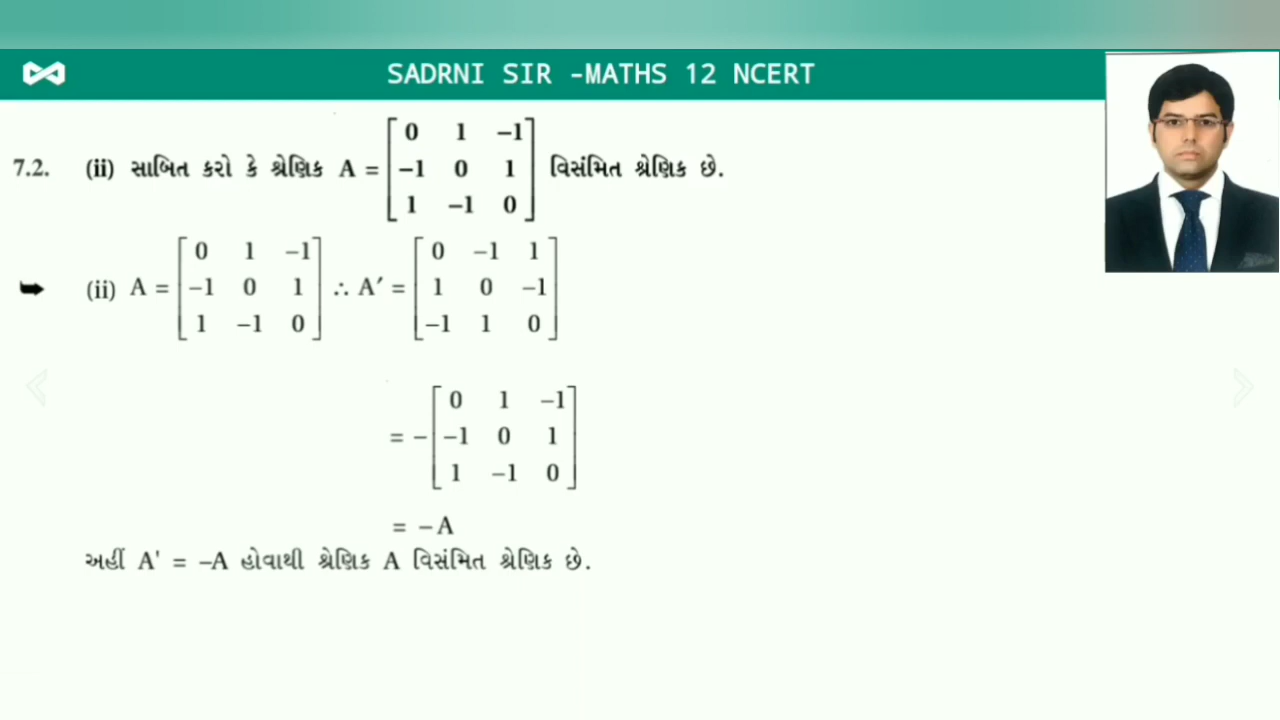 SADRNI SIR -MATHS 12 NCERT
7.2. (ii) સાબિત કરો કે શ્રેણિક A = [0 1 –1; –1 0 1; 1 –1 0] વિસંમિત શ્રેણિક છે.
➥ (ii) A = [0 1 –1; –1 0 1; 1 –1 0] ∴ A′ = [0 –1 1; 1 0 –1; –1 1 0]
= – [0 1 –1; –1 0 1; 1 –1 0]
= – A
અહીં A' = –A હોવાથી શ્રેણિક A વિસંમિત શ્રેણિક છે.